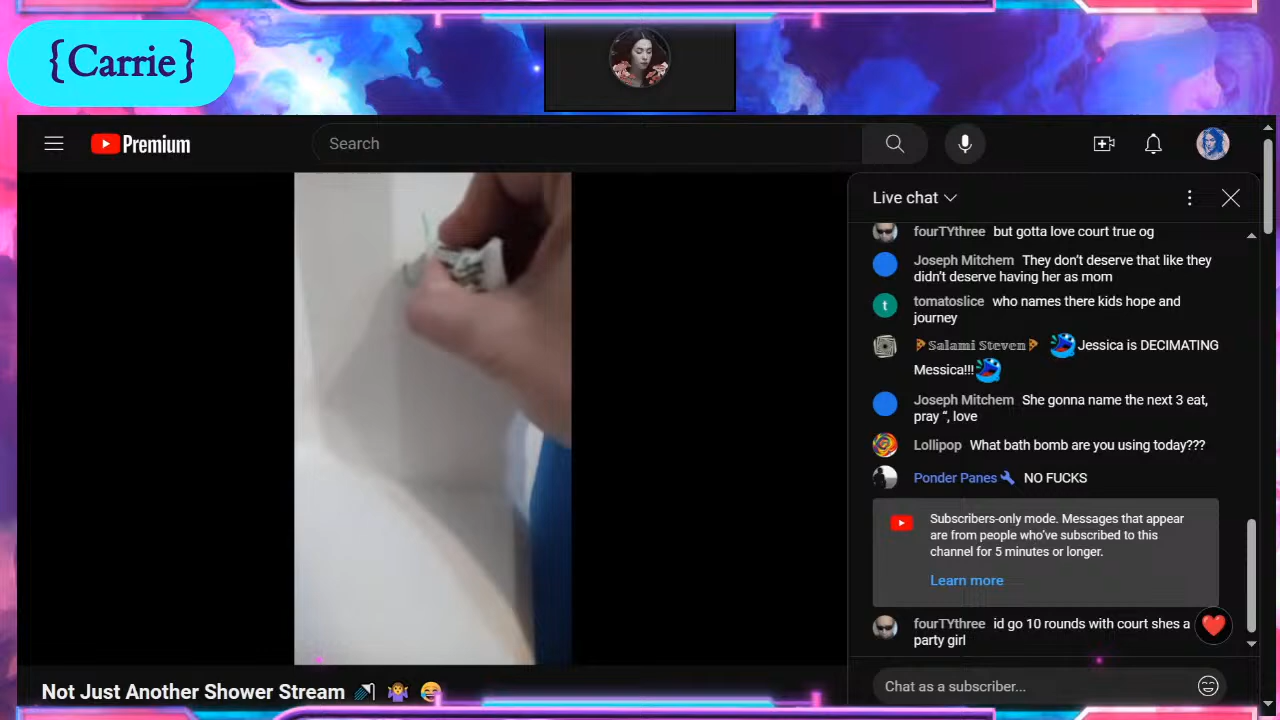 {Carrie}
Premium
Search
Live chat
fourTYthree but gotta love court true og
Joseph Mitchem They don’t deserve that like they
didn’t deserve having her as mom
t
tomatoslice who names there kids hope and
journey
🍕𝕊𝕒𝕝𝕒𝕞𝕚 𝕊𝕥𝕖𝕧𝕖𝕟🍕 Jessica is DECIMATING
Messica!!!
Joseph Mitchem She gonna name the next 3 eat,
pray “, love
Lollipop What bath bomb are you using today???
Ponder Panes NO FUCKS
Subscribers-only mode. Messages that appear
are from people who’ve subscribed to this
channel for 5 minutes or longer.
Learn more
fourTYthree id go 10 rounds with court shes a
party girl
Not Just Another Shower Stream 🚿 🤷‍♀️ 😂
Chat as a subscriber...